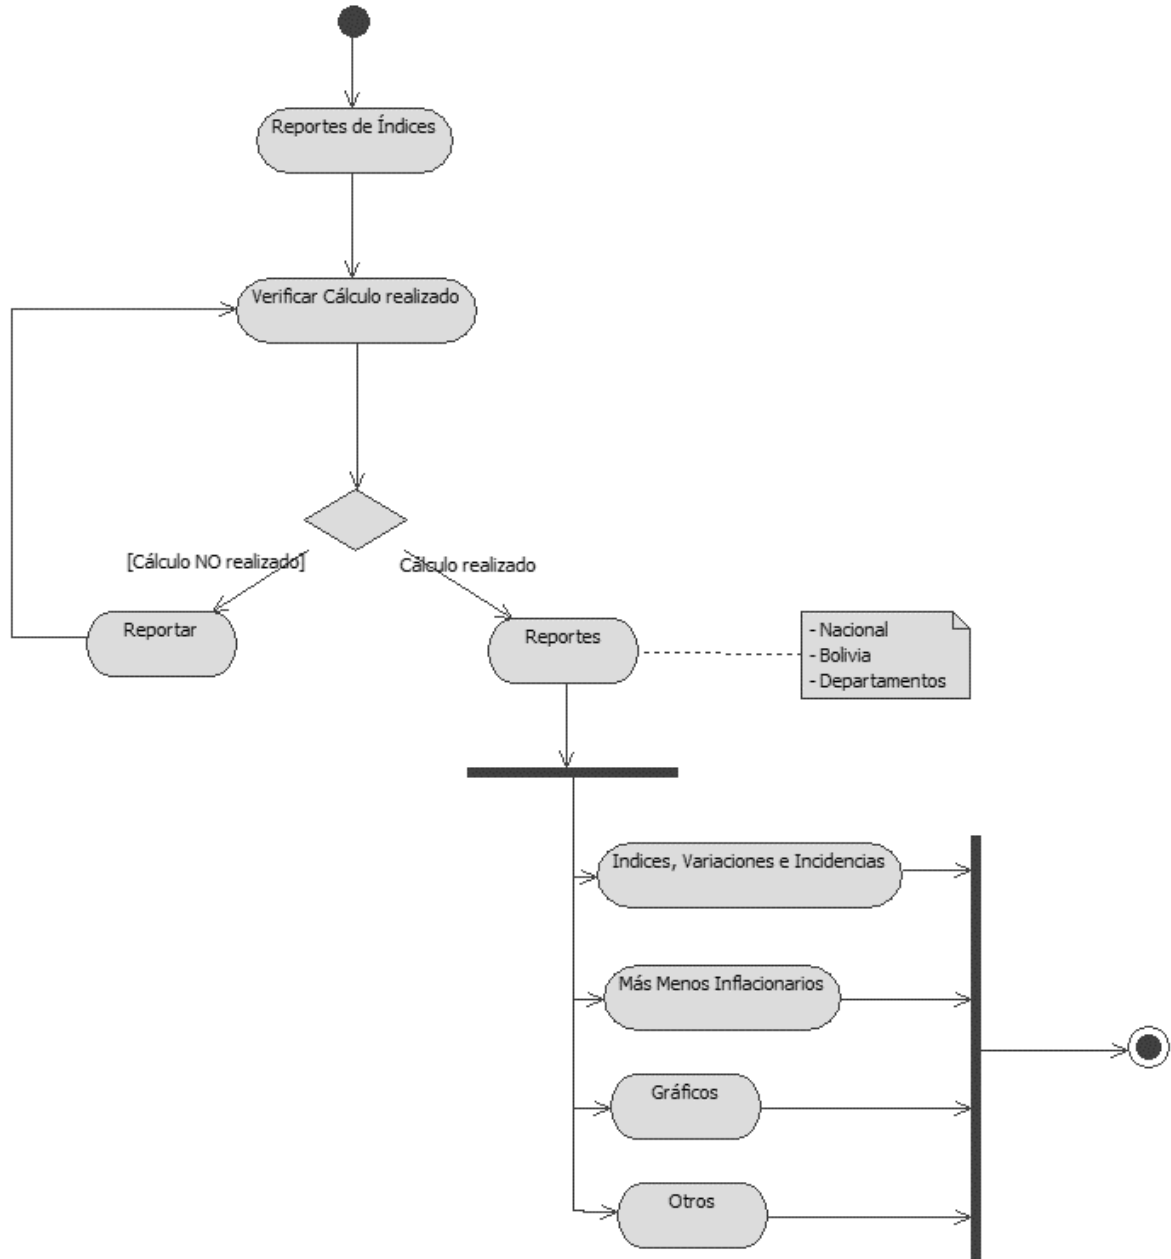 Reportes de Índices
Verificar Cálculo realizado
[Cálculo NO realizado]
Cálculo realizado
Reportar
Reportes
- Nacional
- Bolivia
- Departamentos
Indices, Variaciones e Incidencias
Más Menos Inflacionarios
Gráficos
Otros